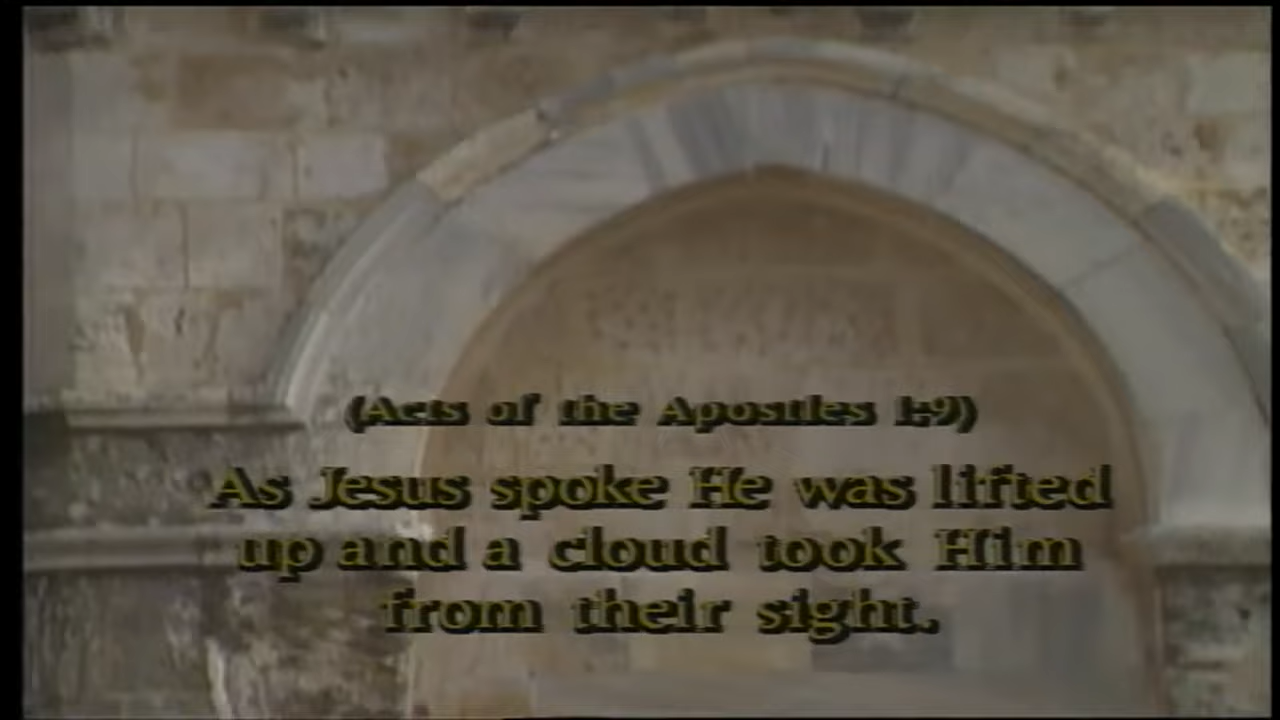 (Acts of the Apostles 1:9)
As Jesus spoke He was lifted
up and a cloud took Him
from their sight.